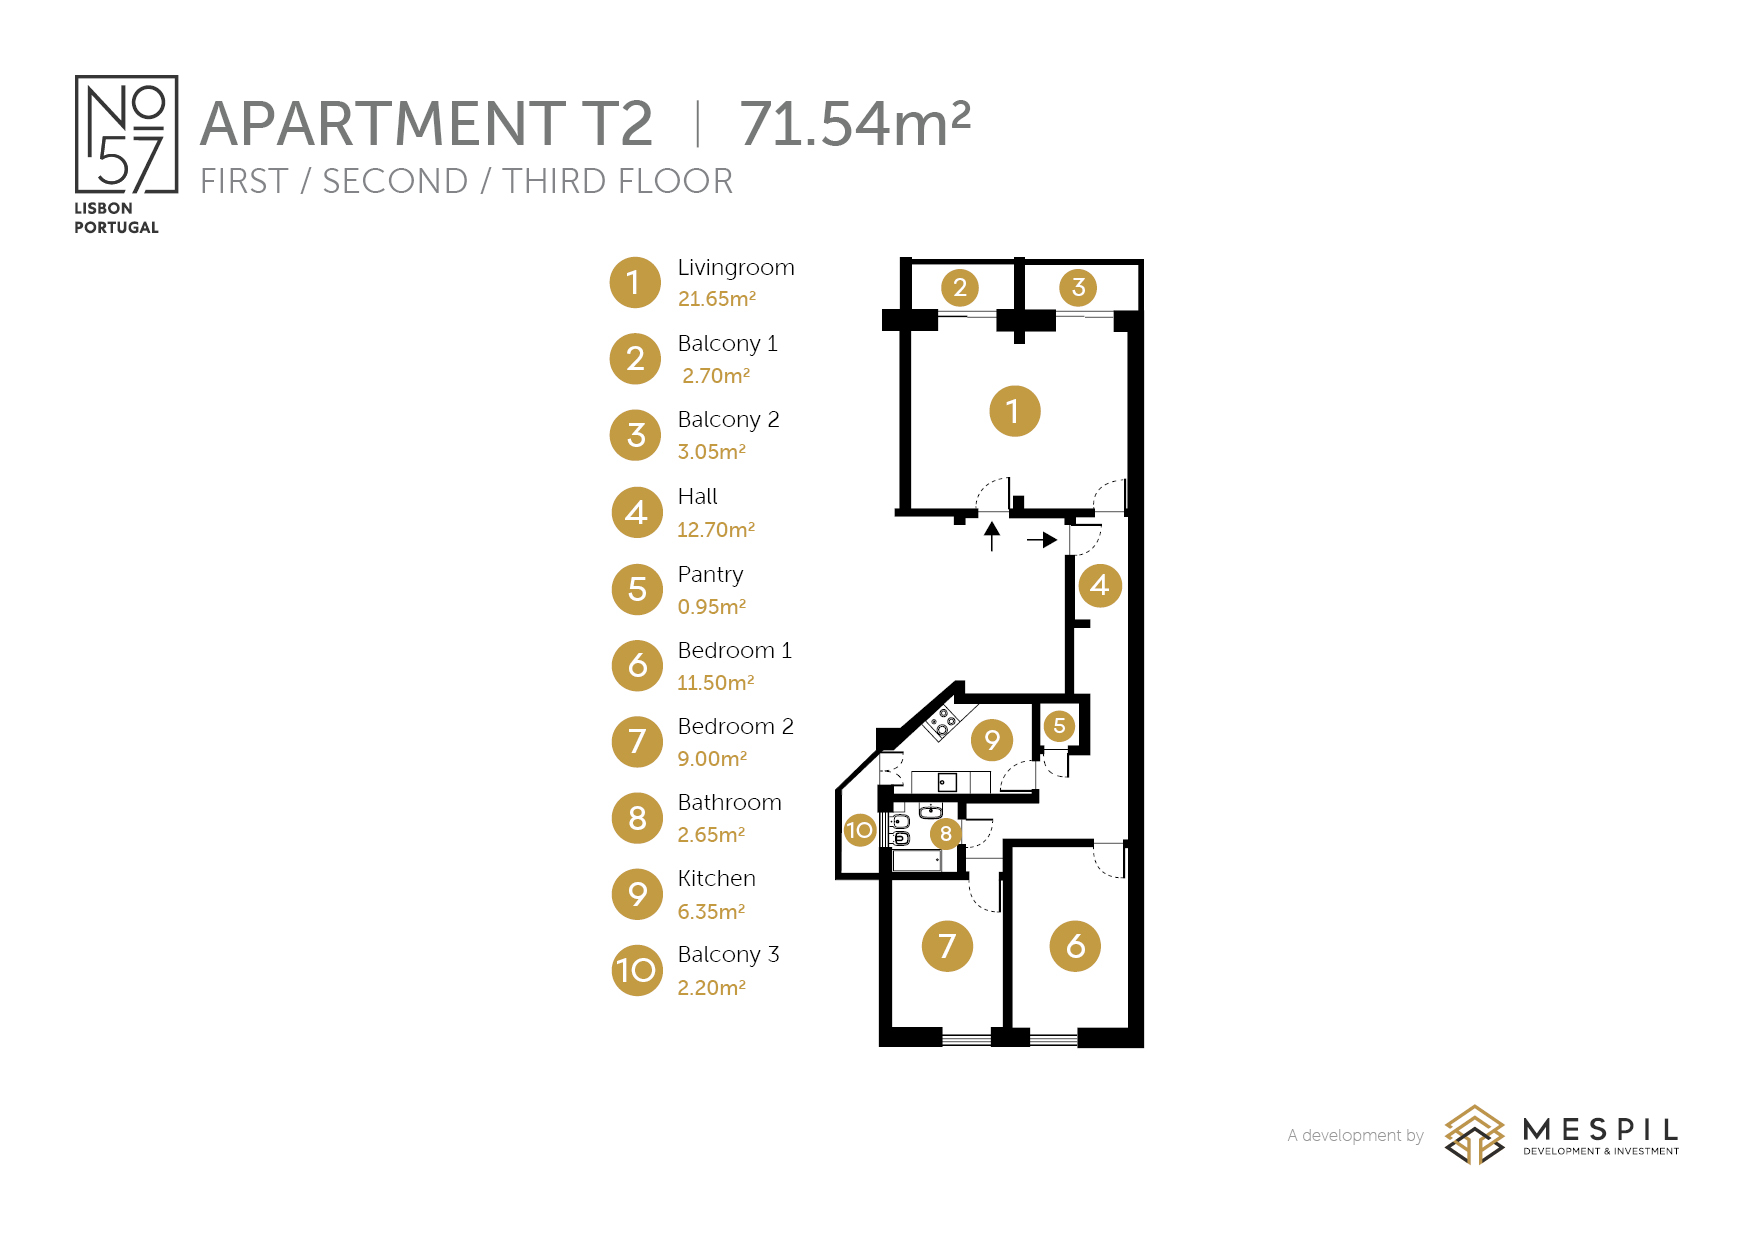 No
57
LISBON
PORTUGAL
APARTMENT T2 | 71.54m²
FIRST / SECOND / THIRD FLOOR
1 Livingroom
21.65m²
2 Balcony 1
2.70m²
3 Balcony 2
3.05m²
4 Hall
12.70m²
5 Pantry
0.95m²
6 Bedroom 1
11.50m²
7 Bedroom 2
9.00m²
8 Bathroom
2.65m²
9 Kitchen
6.35m²
10 Balcony 3
2.20m²
2 3
1
4
5
9
10 8
7 6
A development by
MESPIL
DEVELOPMENT & INVESTMENT